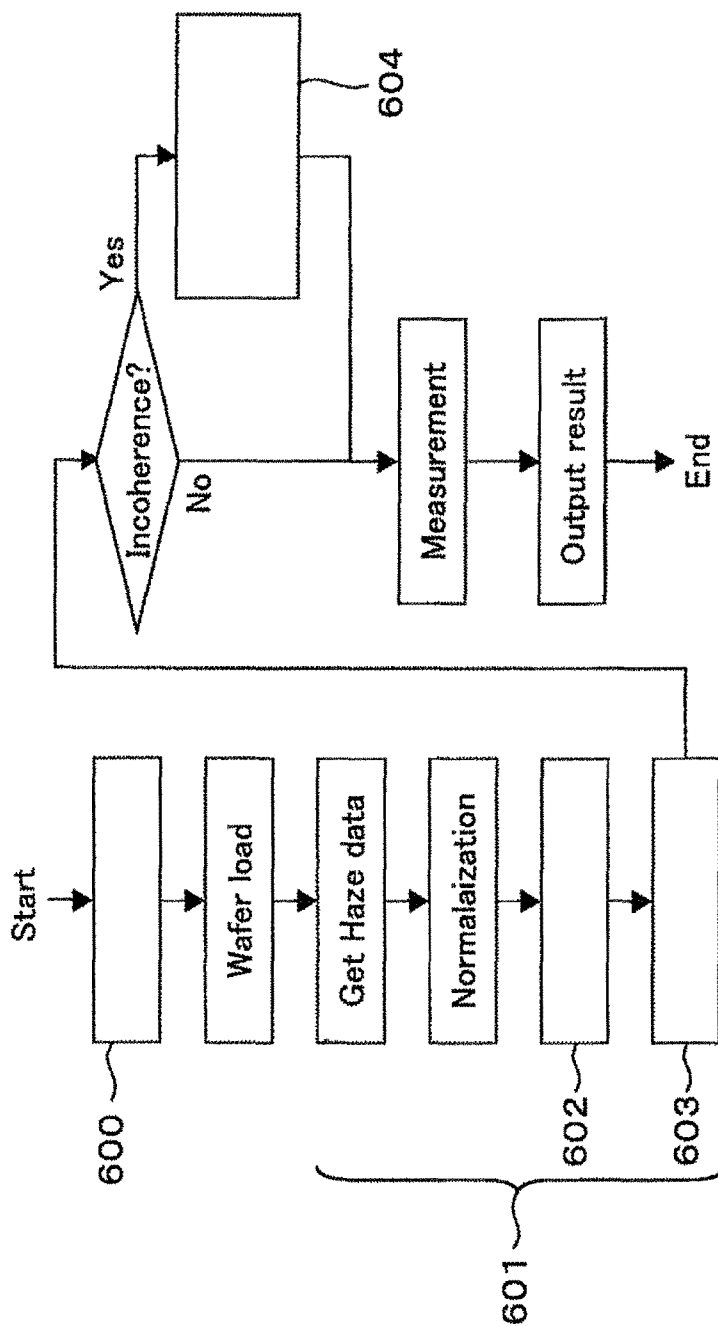 Start
600
Wafer load
Get Haze data
Normalaization
602
603
601
Incoherence?
Yes
No
604
Measurement
Output result
End